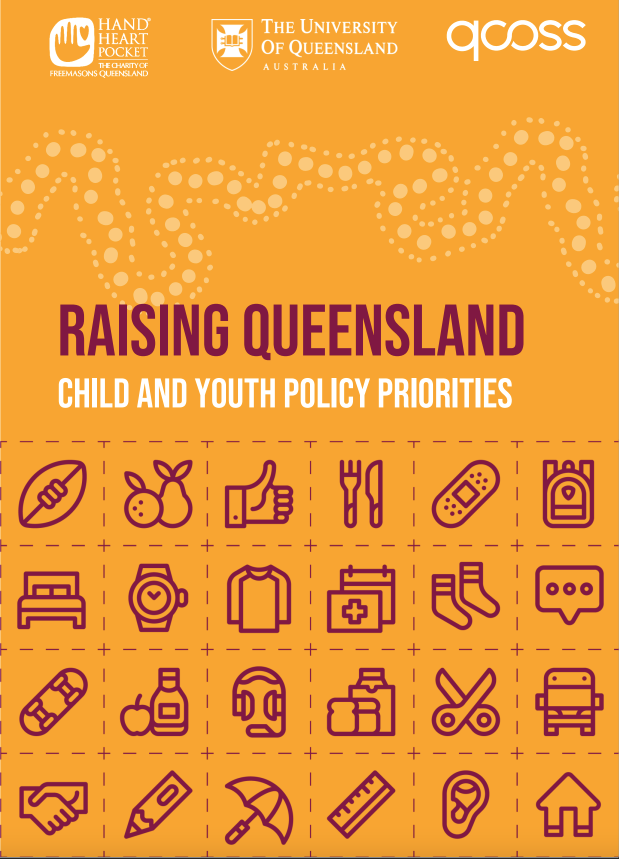 HAND
HEART
POCKET
THE CHARITY OF
FREEMASONS QUEENSLAND
THE UNIVERSITY
OF QUEENSLAND
AUSTRALIA
qcoss
RAISING QUEENSLAND
CHILD AND YOUTH POLICY PRIORITIES